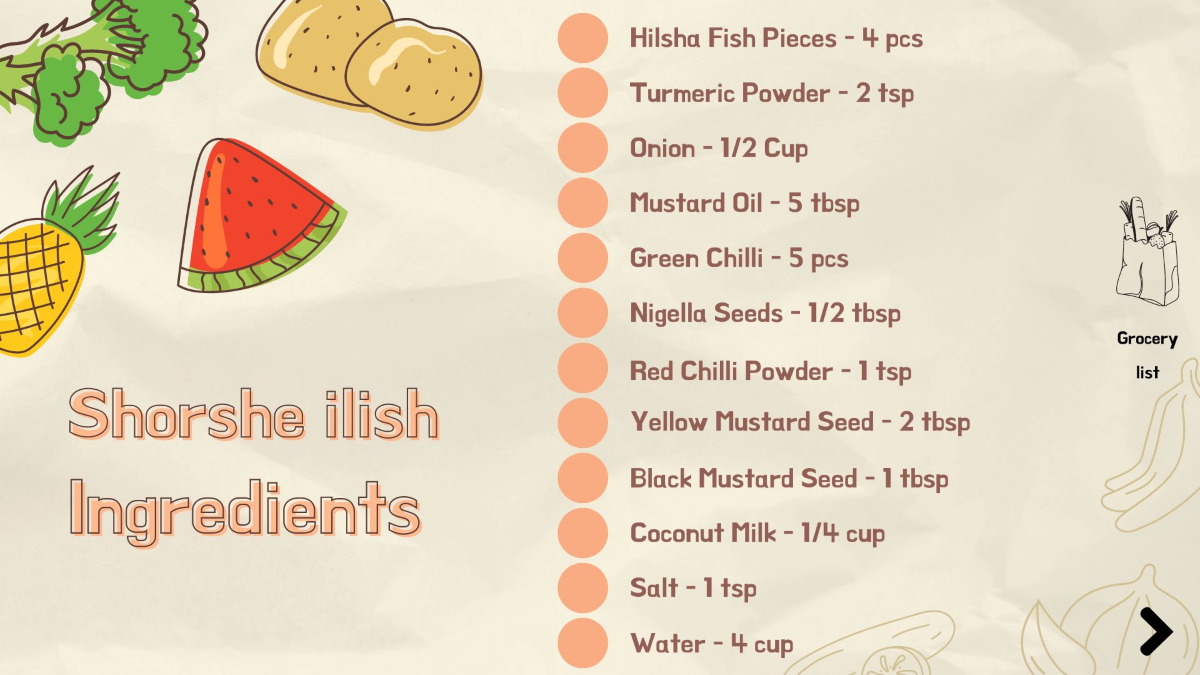 Shorshe ilish
Ingredients
Hilsha Fish Pieces - 4 pcs
Turmeric Powder - 2 tsp
Onion - 1/2 Cup
Mustard Oil - 5 tbsp
Green Chilli - 5 pcs
Nigella Seeds - 1/2 tbsp
Red Chilli Powder - 1 tsp
Yellow Mustard Seed - 2 tbsp
Black Mustard Seed - 1 tbsp
Coconut Milk - 1/4 cup
Salt - 1 tsp
Water - 4 cup
Grocery
list